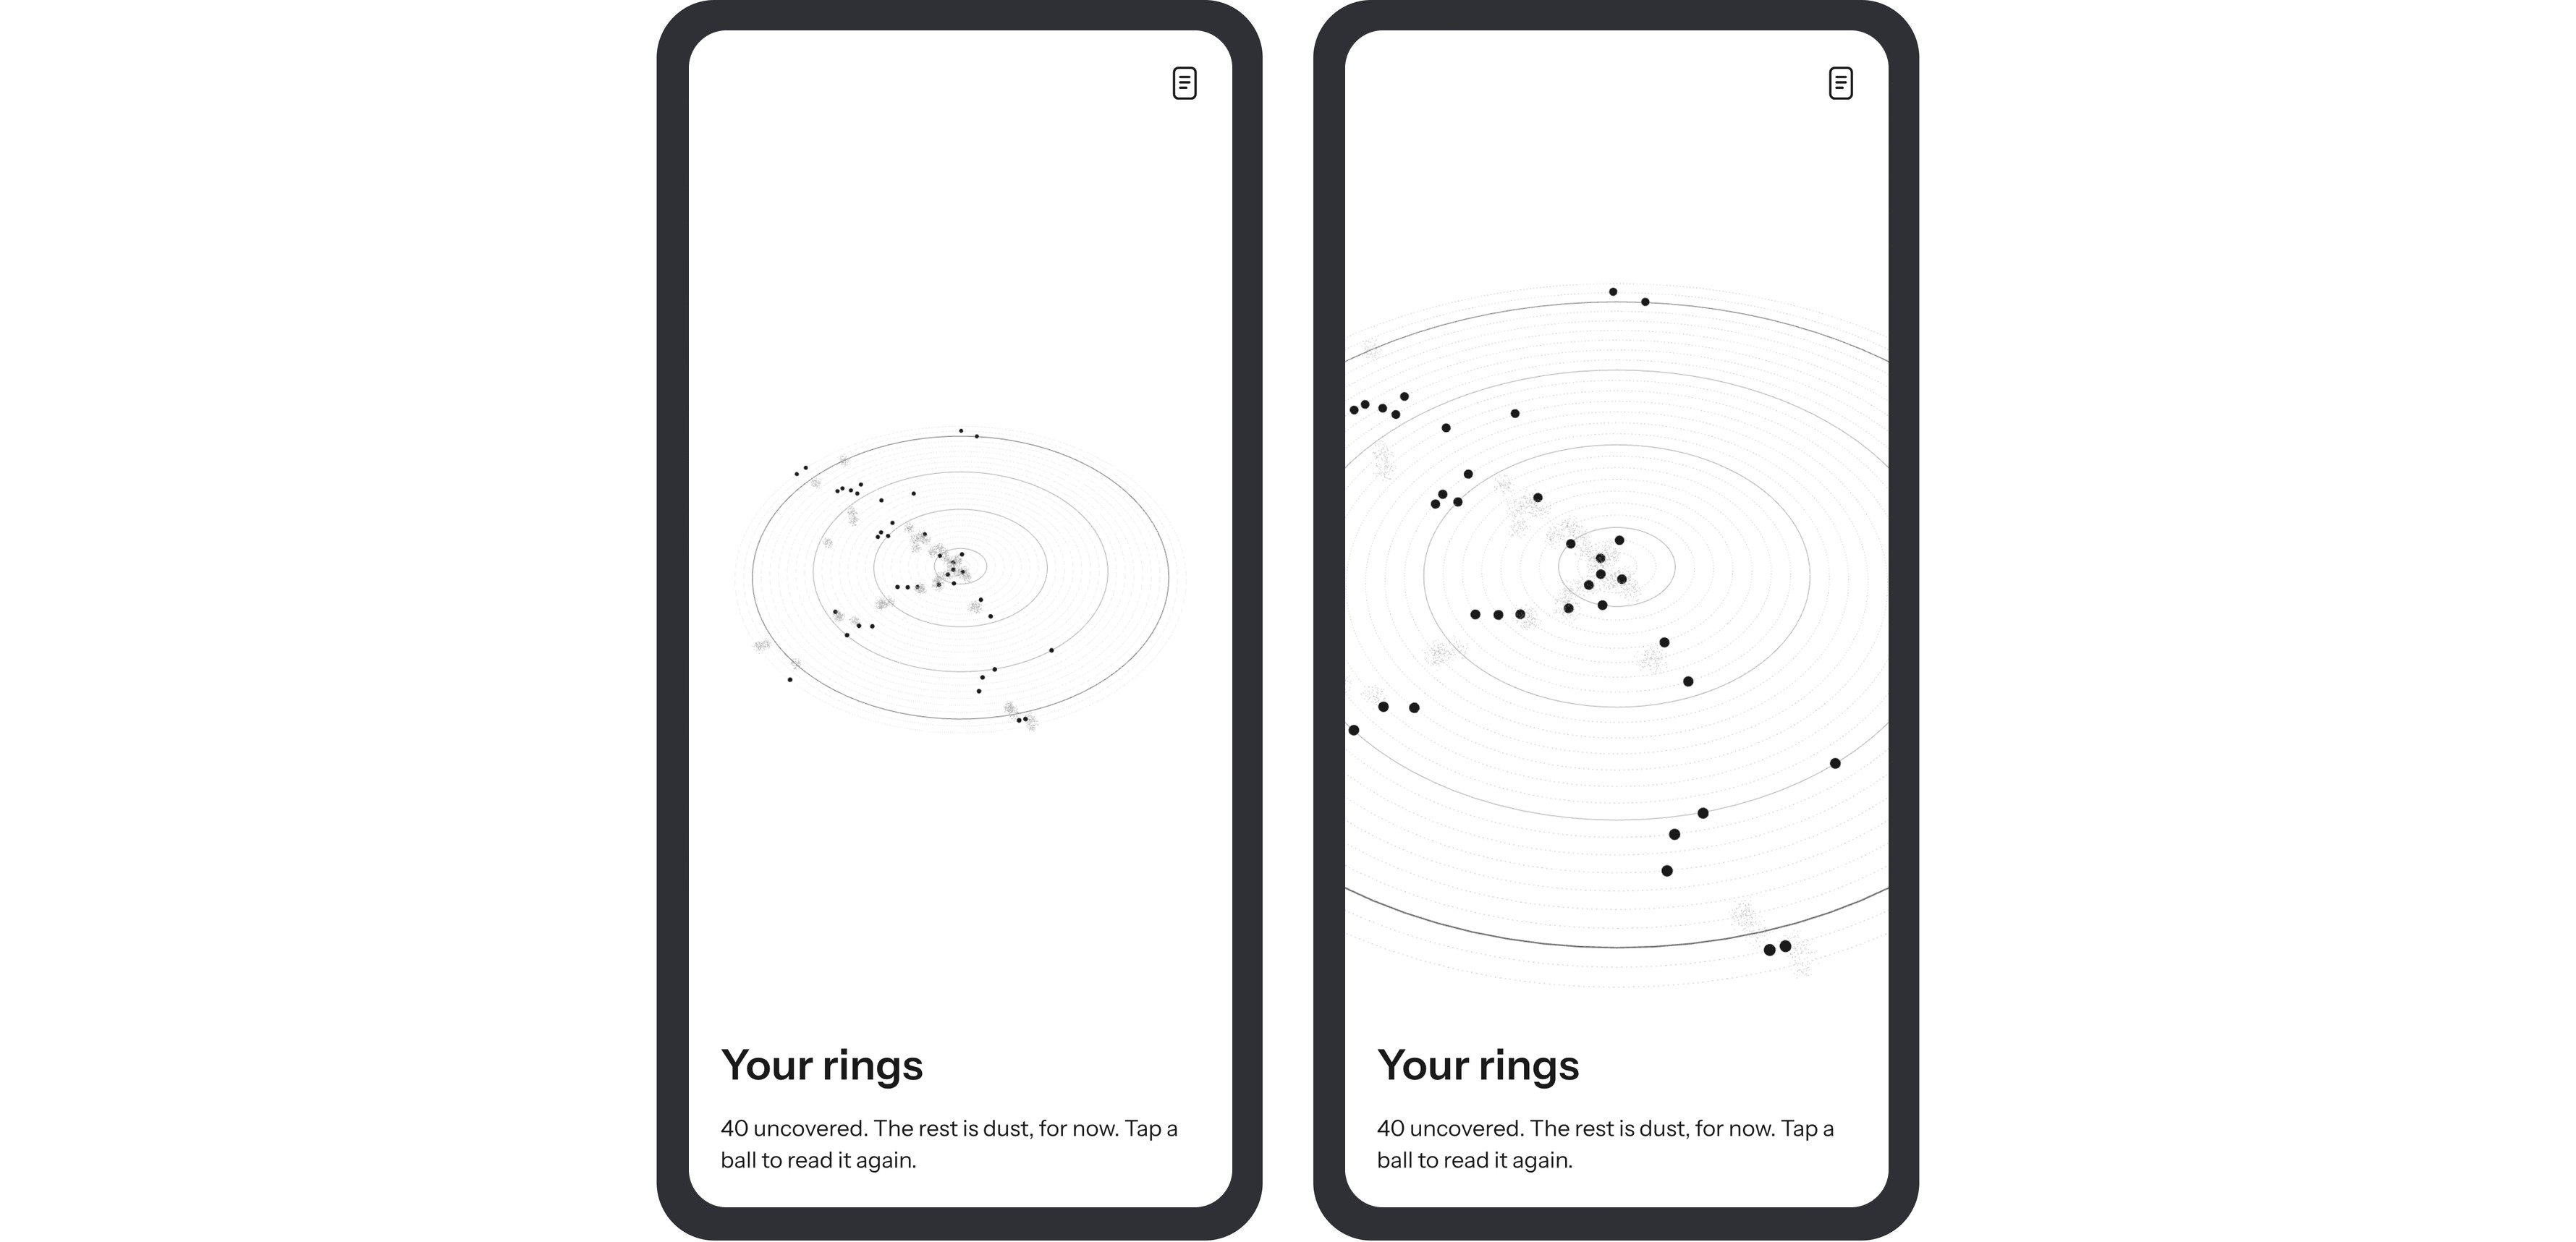 Your rings
40 uncovered. The rest is dust, for now. Tap a
ball to read it again.
Your rings
40 uncovered. The rest is dust, for now. Tap a
ball to read it again.